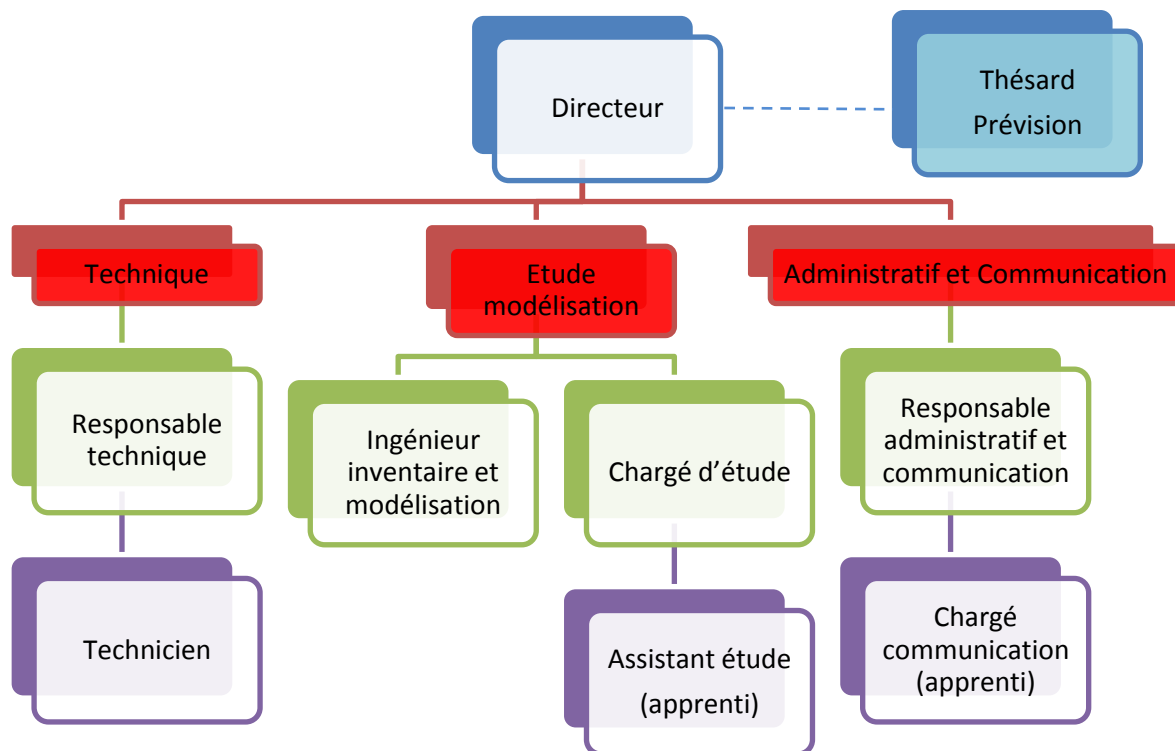 Directeur
Thésard
Prévision
Technique
Etude
modélisation
Administratif et Communication
Responsable
technique
Ingénieur
inventaire et
modélisation
Chargé d’étude
Responsable
administratif et
communication
Technicien
Assistant étude
(apprenti)
Chargé
communication
(apprenti)